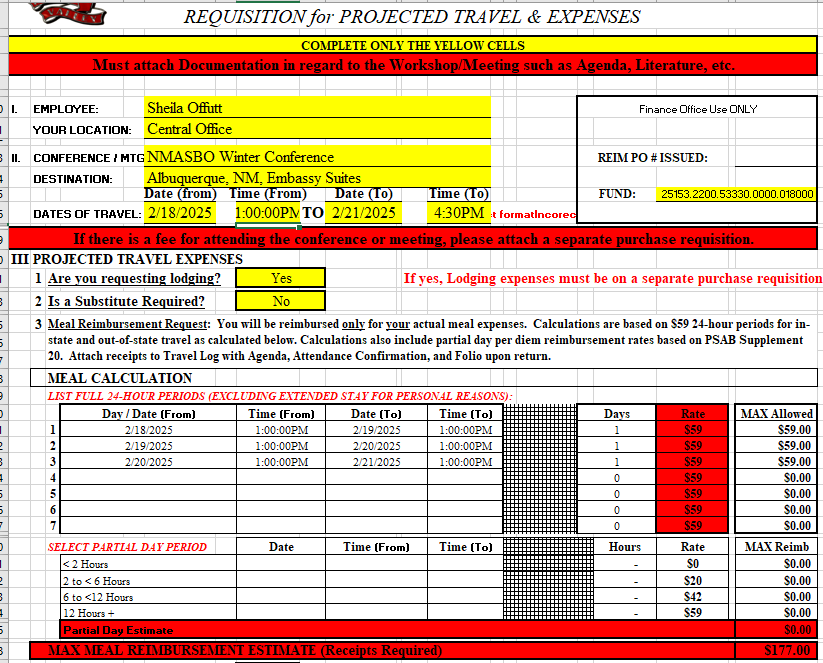 REQUISITION for PROJECTED TRAVEL & EXPENSES
COMPLETE ONLY THE YELLOW CELLS
Must attach Documentation in regard to the Workshop/Meeting such as Agenda, Literature, etc.
I. EMPLOYEE: Sheila Offutt
Finance Office Use ONLY
YOUR LOCATION: Central Office
II. CONFERENCE / MTG NMASBO Winter Conference
REIM PO # ISSUED:
DESTINATION: Albuquerque, NM, Embassy Suites
Date (from) Time (From) Date (To) Time (To)
FUND: 25153.2200.53330.0000.018000
DATES OF TRAVEL: 2/18/2025 1:00:00PM TO 2/21/2025 4:30PM t formatIncorec
If there is a fee for attending the conference or meeting, please attach a separate purchase requisition.
III PROJECTED TRAVEL EXPENSES
1 Are you requesting lodging? Yes If yes, Lodging expenses must be on a separate purchase requisition
2 Is a Substitute Required? No
3 Meal Reimbursement Request: You will be reimbursed only for your actual meal expenses. Calculations are based on $59 24-hour periods for in-
state and out-of-state travel as calculated below. Calculations also include partial day per diem reimbursement rates based on PSAB Supplement
20. Attach receipts to Travel Log with Agenda, Attendance Confirmation, and Folio upon return.
MEAL CALCULATION
LIST FULL 24-HOUR PERIODS (EXCLUDING EXTENDED STAY FOR PERSONAL REASONS):
Day / Date (From) Time (From) Date (To) Time (To) Days Rate MAX Allowed
1 2/18/2025 1:00:00PM 2/19/2025 1:00:00PM 1 $59 $59.00
2 2/19/2025 1:00:00PM 2/20/2025 1:00:00PM 1 $59 $59.00
3 2/20/2025 1:00:00PM 2/21/2025 1:00:00PM 1 $59 $59.00
4 0 $59 $0.00
5 0 $59 $0.00
6 0 $59 $0.00
7 0 $59 $0.00
SELECT PARTIAL DAY PERIOD Date Time (From) Time (To) Hours Rate MAX Reimb
< 2 Hours - $0 $0.00
2 to < 6 Hours - $20 $0.00
6 to <12 Hours - $42 $0.00
12 Hours + - $59 $0.00
Partial Day Estimate $0.00
MAX MEAL REIMBURSEMENT ESTIMATE (Receipts Required) $177.00